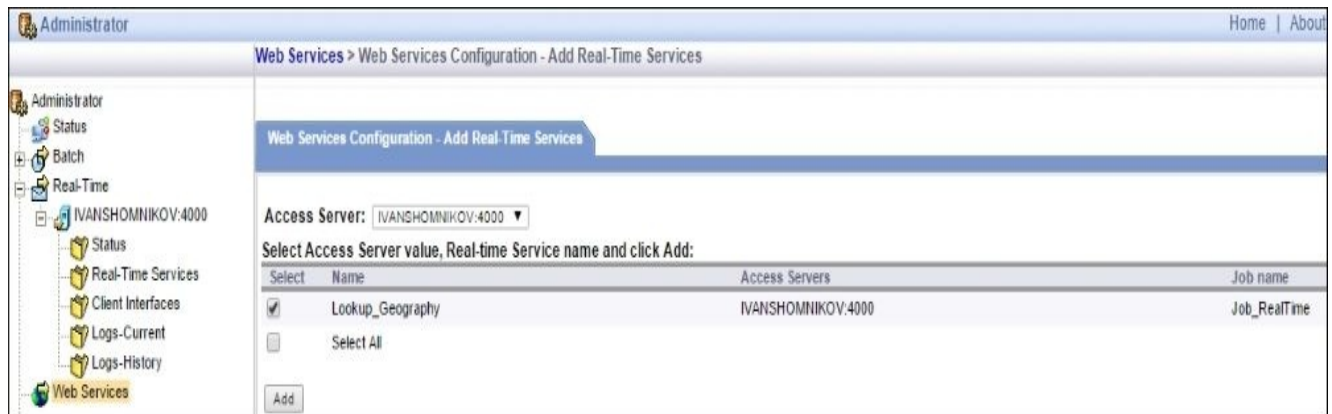 Administrator
Home | About
Web Services > Web Services Configuration - Add Real-Time Services
Administrator
Status
Batch
Real-Time
IVANSHOMNIKOV:4000
Status
Real-Time Services
Client Interfaces
Logs-Current
Logs-History
Web Services
Web Services Configuration - Add Real-Time Services
Access Server: IVANSHOMNIKOV:4000
Select Access Server value, Real-time Service name and click Add:
Select Name Access Servers Job name
Lookup_Geography IVANSHOMNIKOV:4000 Job_RealTime
Select All
Add